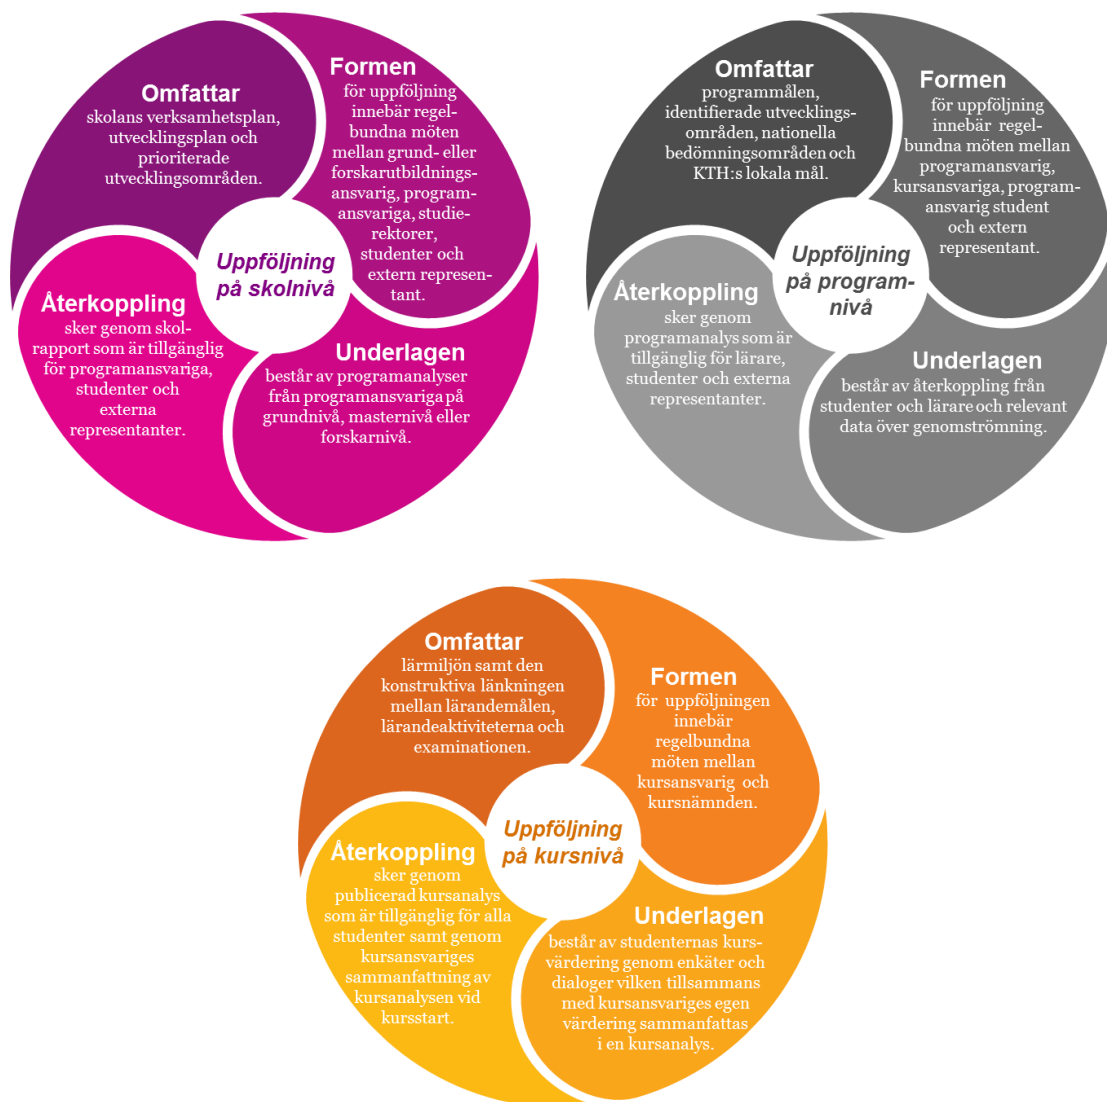 Omfattar
skolans verksamhetsplan,
utvecklingsplan och
prioriterade
utvecklingsområden.
Formen
för uppföljning
innebär regel-
bundna möten
mellan grund- eller
forskarutbildnings-
ansvarig, program-
ansvariga, studie-
rektorer,
studenter och
extern represen-
tant.
Uppföljning
på skolnivå
Återkoppling
sker genom skol-
rapport som är tillgänglig
för programansvariga,
studenter och
externa
representanter.
Underlagen
består av programanalyser
från programansvariga på
grundnivå, masternivå eller
forskarnivå.
Omfattar
programmålen,
identifierade utvecklings-
områden, nationella
bedömningsområden och
KTH:s lokala mål.
Formen
för uppföljning
innebär regel-
bundna möten mellan
programansvarig,
kursansvariga, program-
ansvarig student
och extern
representant.
Uppföljning
på program-
nivå
Återkoppling
sker genom
programanalys som är
tillgänglig för lärare,
studenter och externa
representanter.
Underlagen
består av återkoppling från
studenter och lärare och relevant
data över genomströmning.
Omfattar
lärmiljön samt den
konstruktiva länkningen
mellan lärandemålen,
lärandeaktiviteterna och
examinationen.
Formen
för uppföljningen
innebär
regelbundna
möten mellan
kursansvarig och
kursnämnden.
Uppföljning
på kursnivå
Återkoppling
sker genom
publicerad kursanalys
som är tillgänglig för alla
studenter samt genom
kursansvariges
sammanfattning av
kursanalysen vid
kursstart.
Underlagen
består av studenternas kurs-
värdering genom enkäter och
dialoger vilken tillsammans
med kursansvariges egen
värdering sammanfattas
i en kursanalys.